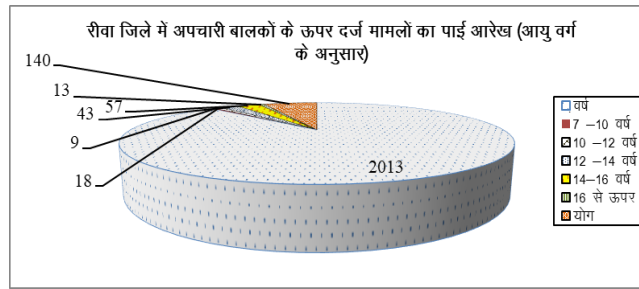 रीवा जिले में अपचारी बालकों के ऊपर दर्ज मामलों का पाई आरेख (आयु वर्ग
के अनुसार)
140
13
57
43
9
18
2013
वर्ष
7 –10 वर्ष
10 –12 वर्ष
12 –14 वर्ष
14–16 वर्ष
16 से ऊपर
योग